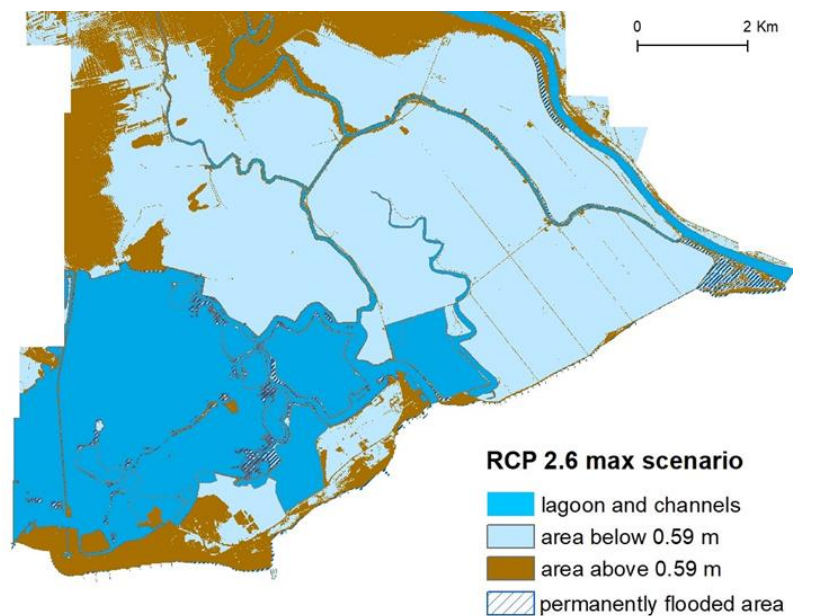 0 2 Km
RCP 2.6 max scenario
lagoon and channels
area below 0.59 m
area above 0.59 m
permanently flooded area